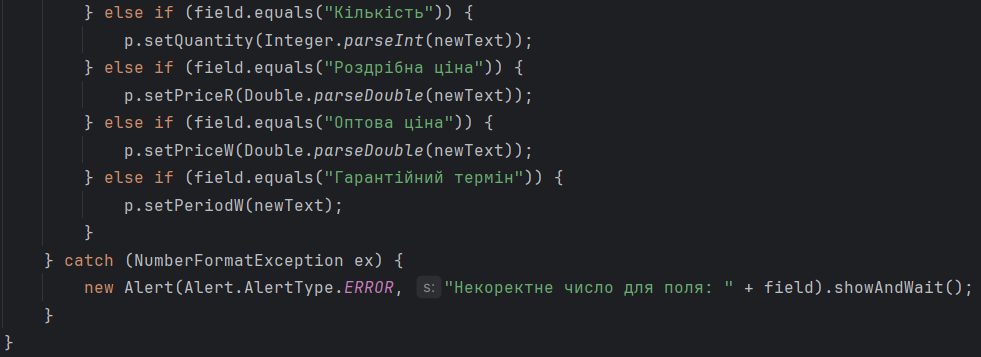 } else if (field.equals("Кількість")) {
p.setQuantity(Integer.parseInt(newText));
} else if (field.equals("Роздрібна ціна")) {
p.setPriceR(Double.parseDouble(newText));
} else if (field.equals("Оптова ціна")) {
p.setPriceW(Double.parseDouble(newText));
} else if (field.equals("Гарантійний термін")) {
p.setPeriodW(newText);
}
} catch (NumberFormatException ex) {
new Alert(Alert.AlertType.ERROR, s: "Некоректне число для поля: " + field).showAndWait();
}
}